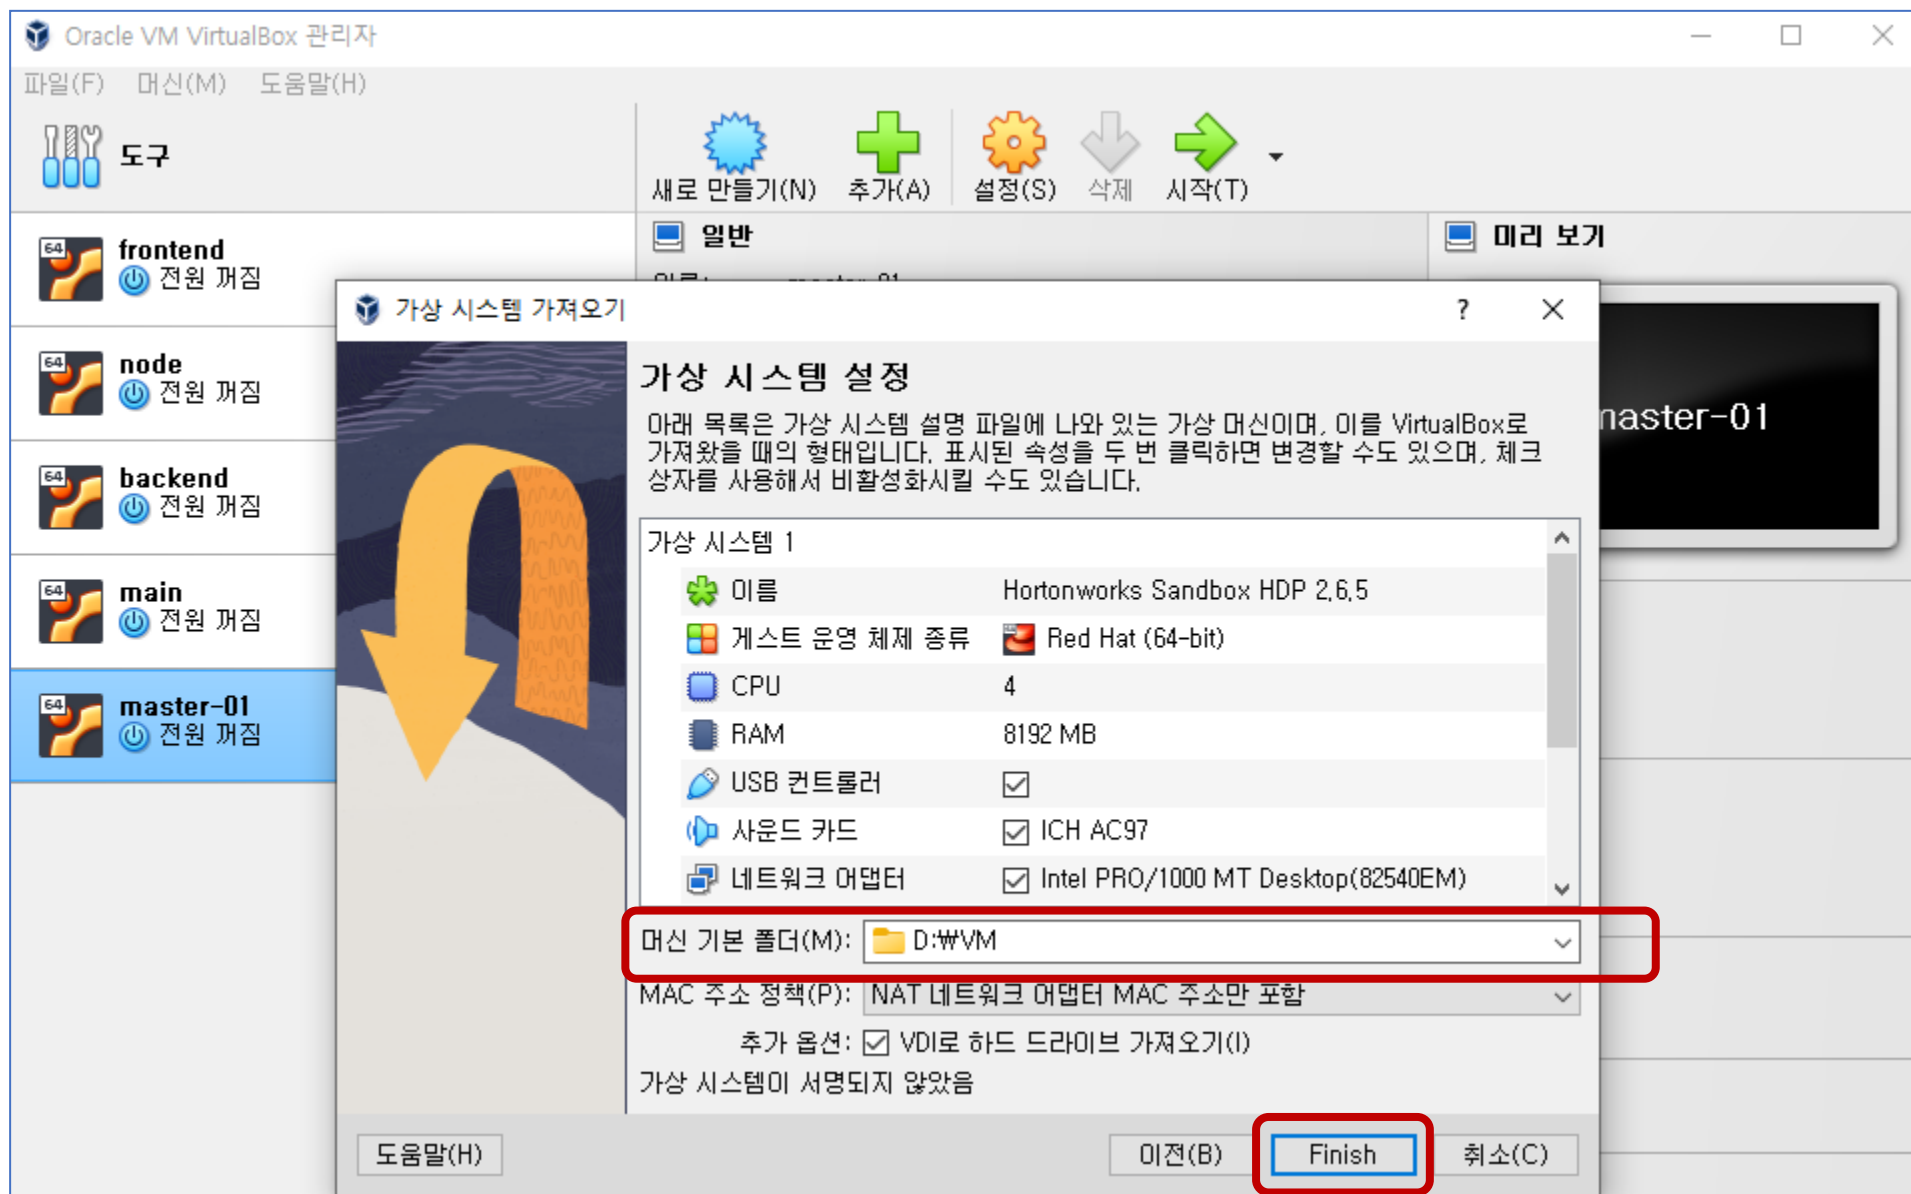 Oracle VM VirtualBox 관리자
파일(F) 머신(M) 도움말(H)
도구
새로 만들기(N) 추가(A) 설정(S) 삭제 시작(T)
일반
미리 보기
64
frontend
전원 꺼짐
64
node
전원 꺼짐
64
backend
전원 꺼짐
64
main
전원 꺼짐
64
master-01
전원 꺼짐
master-01
가상 시스템 가져오기
?
가상 시스템 설정
아래 목록은 가상 시스템 설명 파일에 나와 있는 가상 머신이며, 이를 VirtualBox로
가져왔을 때의 형태입니다. 표시된 속성을 두 번 클릭하면 변경할 수도 있으며, 체크
상자를 사용해서 비활성화시킬 수도 있습니다.
가상 시스템 1
이름 Hortonworks Sandbox HDP 2.6.5
게스트 운영 체제 종류 Red Hat (64-bit)
CPU 4
RAM 8192 MB
USB 컨트롤러
사운드 카드 ICH AC97
네트워크 어댑터 Intel PRO/1000 MT Desktop(82540EM)
머신 기본 폴더(M): D:₩VM
MAC 주소 정책(P): NAT 네트워크 어댑터 MAC 주소만 포함
추가 옵션: VDI로 하드 드라이브 가져오기(I)
가상 시스템이 서명되지 않았음
도움말(H) 이전(B) Finish 취소(C)